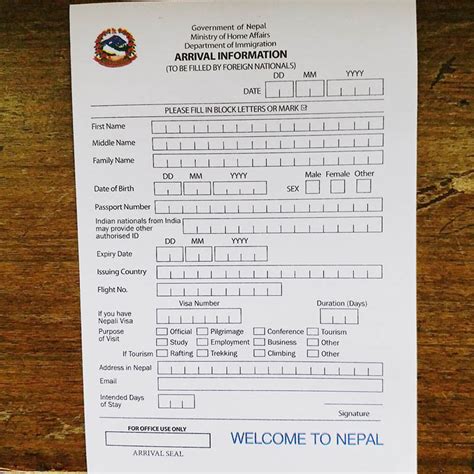 Government of Nepal
Ministry of Home Affairs
Department of Immigration
ARRIVAL INFORMATION
(TO BE FILLED BY FOREIGN NATIONALS)
DD MM YYYY
DATE
PLEASE FILL IN BLOCK LETTERS OR MARK ☑
First Name
Middle Name
Family Name
DD MM YYYY
Date of Birth SEX Male Female Other
Passport Number
Indian nationals from India
may provide other
authorised ID
DD MM YYYY
Expiry Date
Issuing Country
Flight No.
Visa Number Duration (Days)
If you have
Nepali Visa
Purpose
of Visit
Official Pilgrimage Conference Tourism
Study Employment Business Other
If Tourism Rafting Trekking Climbing Other
Address in Nepal
Email
Intended Days
of Stay
Signature
FOR OFFICE USE ONLY
ARRIVAL SEAL
WELCOME TO NEPAL